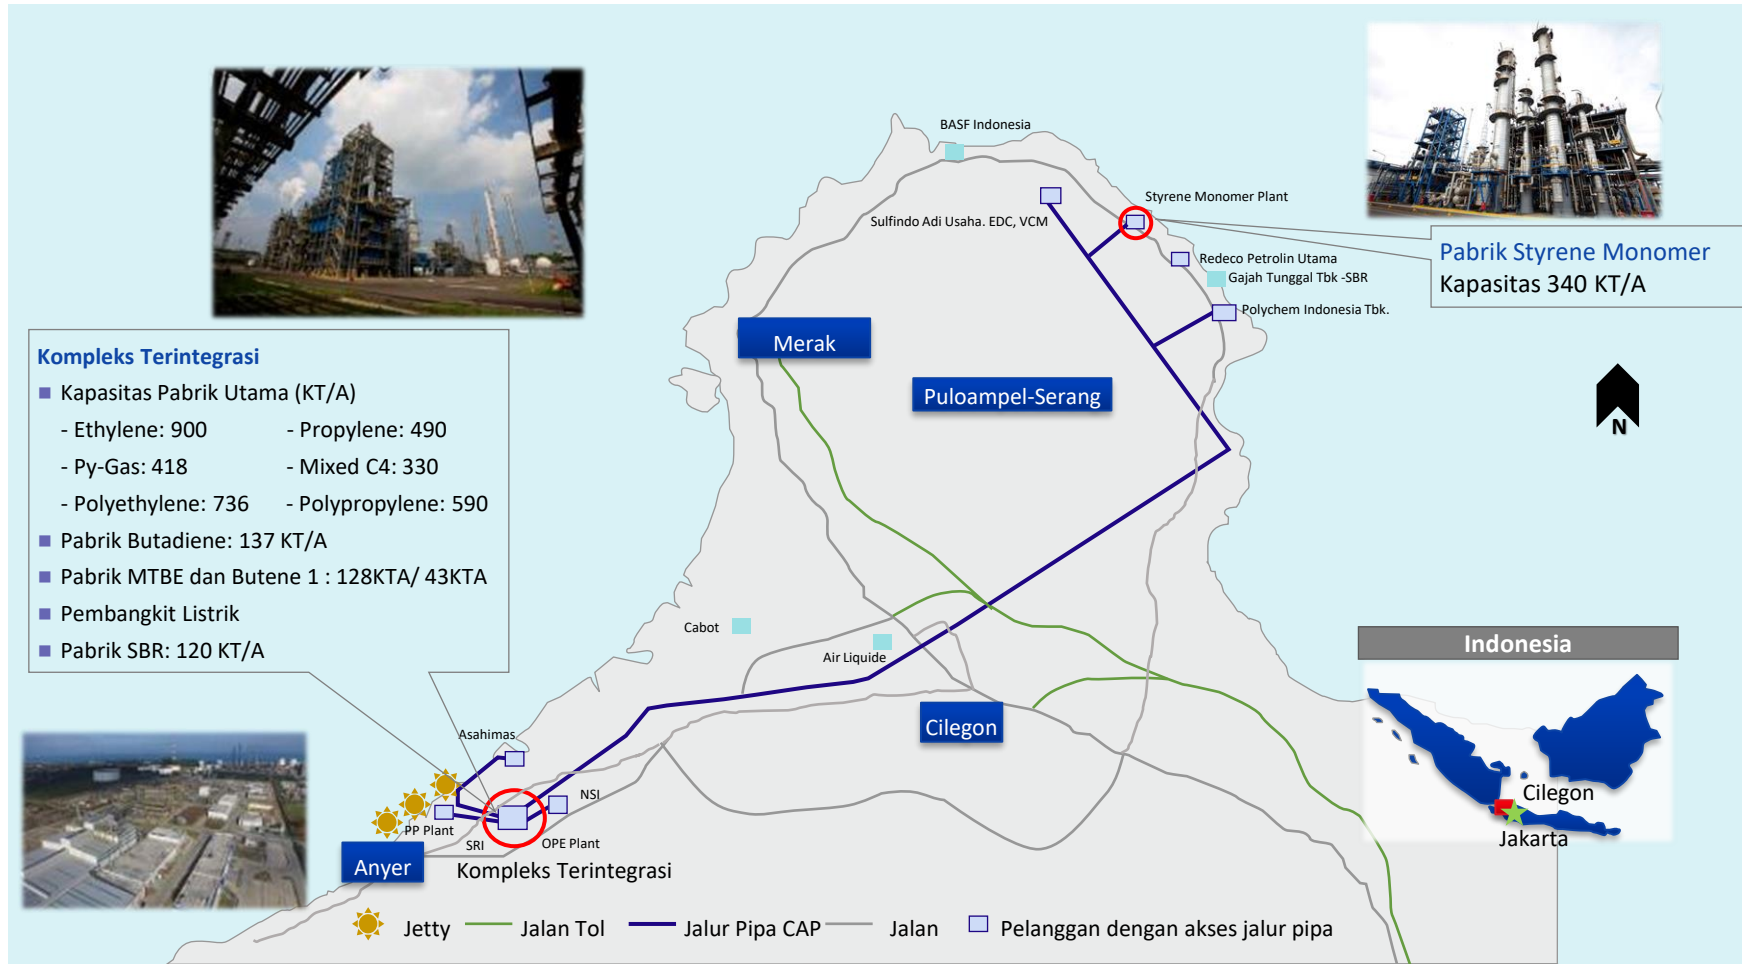 BASF Indonesia
Styrene Monomer Plant
Sulfindo Adi Usaha. EDC, VCM
Redeco Petrolin Utama
Gajah Tunggal Tbk -SBR
Polychem Indonesia Tbk.
Pabrik Styrene Monomer
Kapasitas 340 KT/A
Merak
Puloampel-Serang
N
Kompleks Terintegrasi
Kapasitas Pabrik Utama (KT/A)
- Ethylene: 900 - Propylene: 490
- Py-Gas: 418 - Mixed C4: 330
- Polyethylene: 736 - Polypropylene: 590
Pabrik Butadiene: 137 KT/A
Pabrik MTBE dan Butene 1 : 128KTA/ 43KTA
Pembangkit Listrik
Pabrik SBR: 120 KT/A
Cabot
Air Liquide
Cilegon
Asahimas
NSI
PP Plant
SRI
OPE Plant
Anyer
Kompleks Terintegrasi
Indonesia
Cilegon
Jakarta
Jetty
Jalan Tol
Jalur Pipa CAP
Jalan
Pelanggan dengan akses jalur pipa